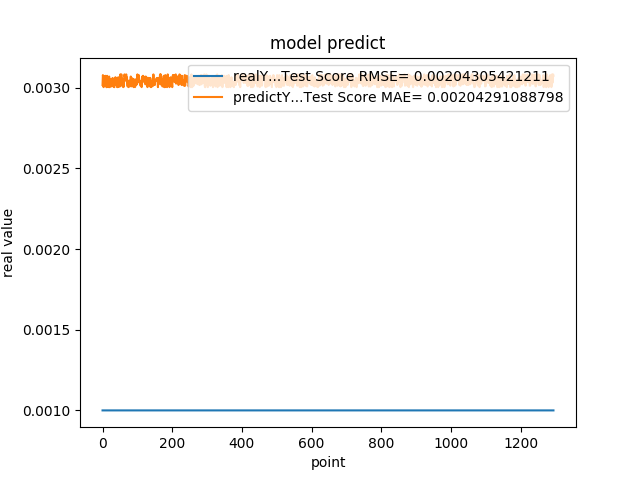 model predict
realY...Test Score RMSE= 0.00204305421211
predictY...Test Score MAE= 0.00204291088798
0.0030
0.0025
0.0020
0.0015
0.0010
real value
0 200 400 600 800 1000 1200
point